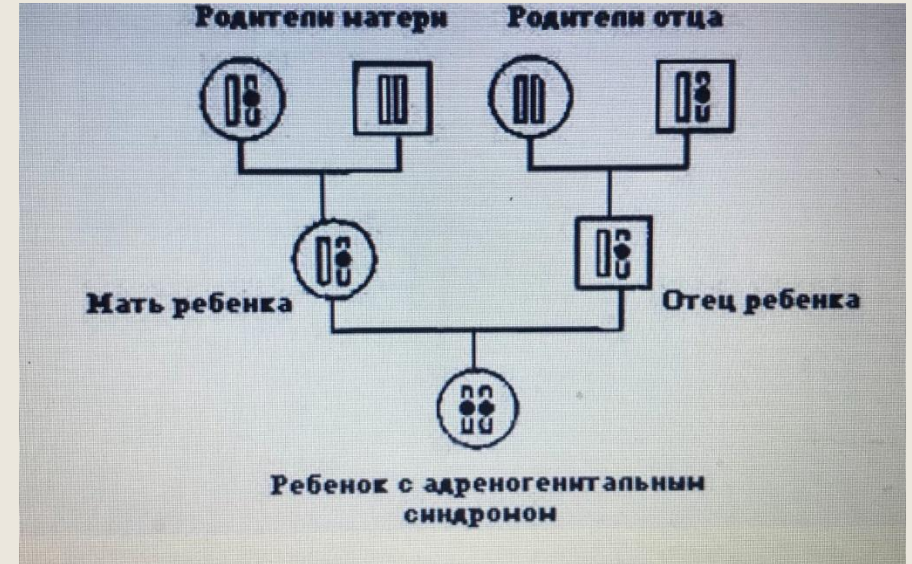 Родители матери Родители отца
Мать ребенка Отец ребенка
Ребенок с адреногенитальным
синдромом